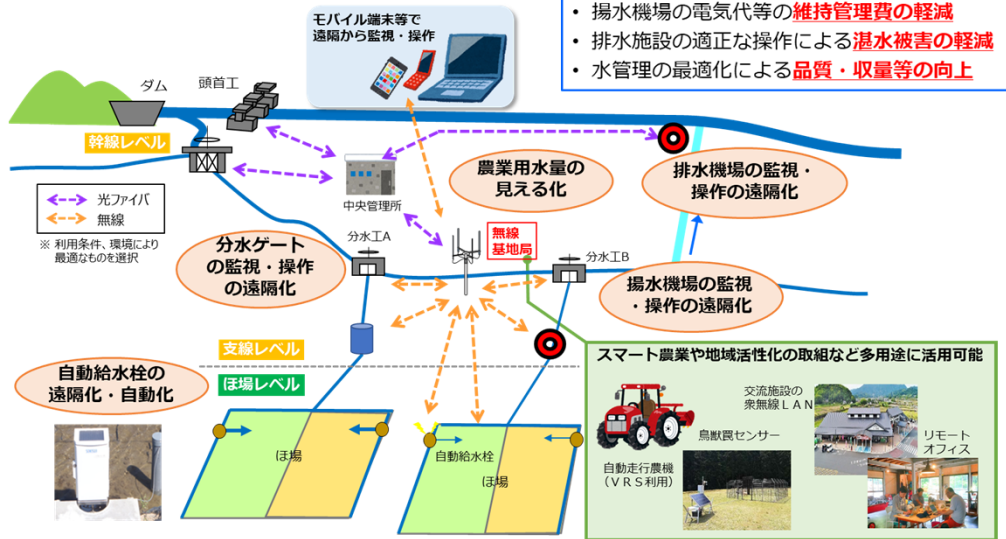 ・ 揚水機場の電気代等の維持管理費の軽減
・ 排水施設の適正な操作による湛水被害の軽減
・ 水管理の最適化による品質・収量等の向上
モバイル端末等で
遠隔から監視・操作
ダム
頭首工
幹線レベル
光ファイバ
無線
※ 利用条件、環境により
最適なものを選択
中央管理所
農業用水量の
見える化
排水機場の監視・
操作の遠隔化
分水ゲート
の監視・操作
の遠隔化
分水工A
無線
基地局
分水工B
揚水機場の監視
・操作の遠隔化
支線レベル
ほ場レベル
自動給水栓の
遠隔化・自動化
ほ場
自動給水栓
ほ場
スマート農業や地域活性化の取組など多用途に活用可能
自動走行農機
（ＶＲＳ利用）
鳥獣罠センサー
交流施設の
公衆無線ＬＡＮ
リモート
オフィス